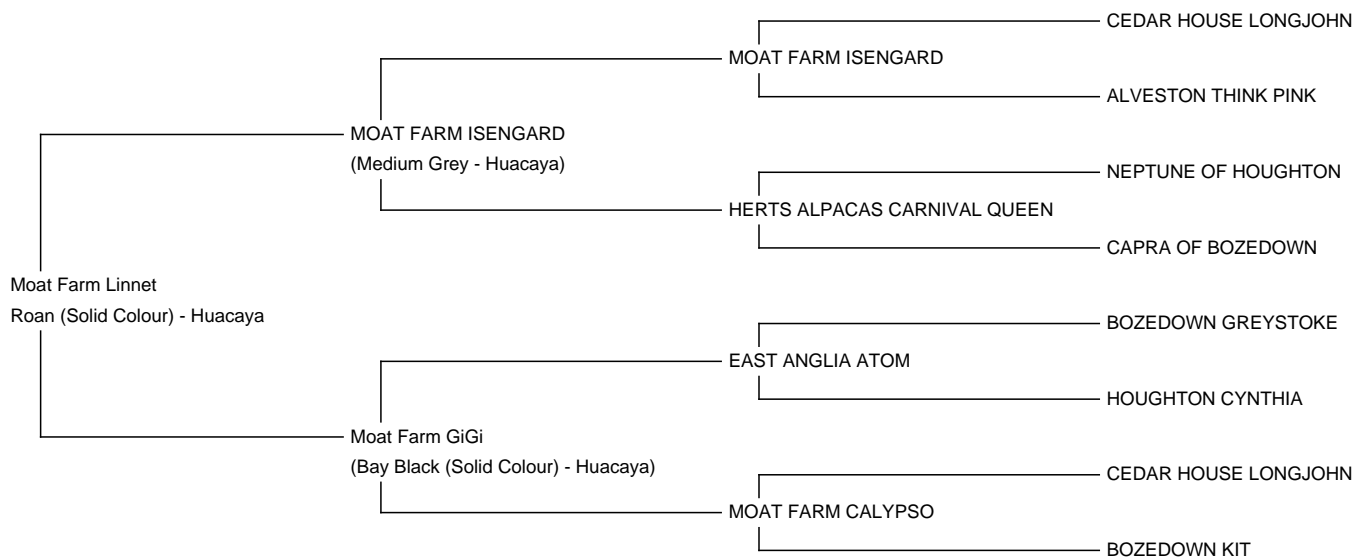 CEDAR HOUSE LONGJOHN
MOAT FARM ISENGARD
ALVESTON THINK PINK
MOAT FARM ISENGARD
(Medium Grey - Huacaya)
NEPTUNE OF HOUGHTON
HERTS ALPACAS CARNIVAL QUEEN
CAPRA OF BOZEDOWN
Moat Farm Linnet
Roan (Solid Colour) - Huacaya
BOZEDOWN GREYSTOKE
EAST ANGLIA ATOM
HOUGHTON CYNTHIA
Moat Farm GiGi
(Bay Black (Solid Colour) - Huacaya)
CEDAR HOUSE LONGJOHN
MOAT FARM CALYPSO
BOZEDOWN KIT